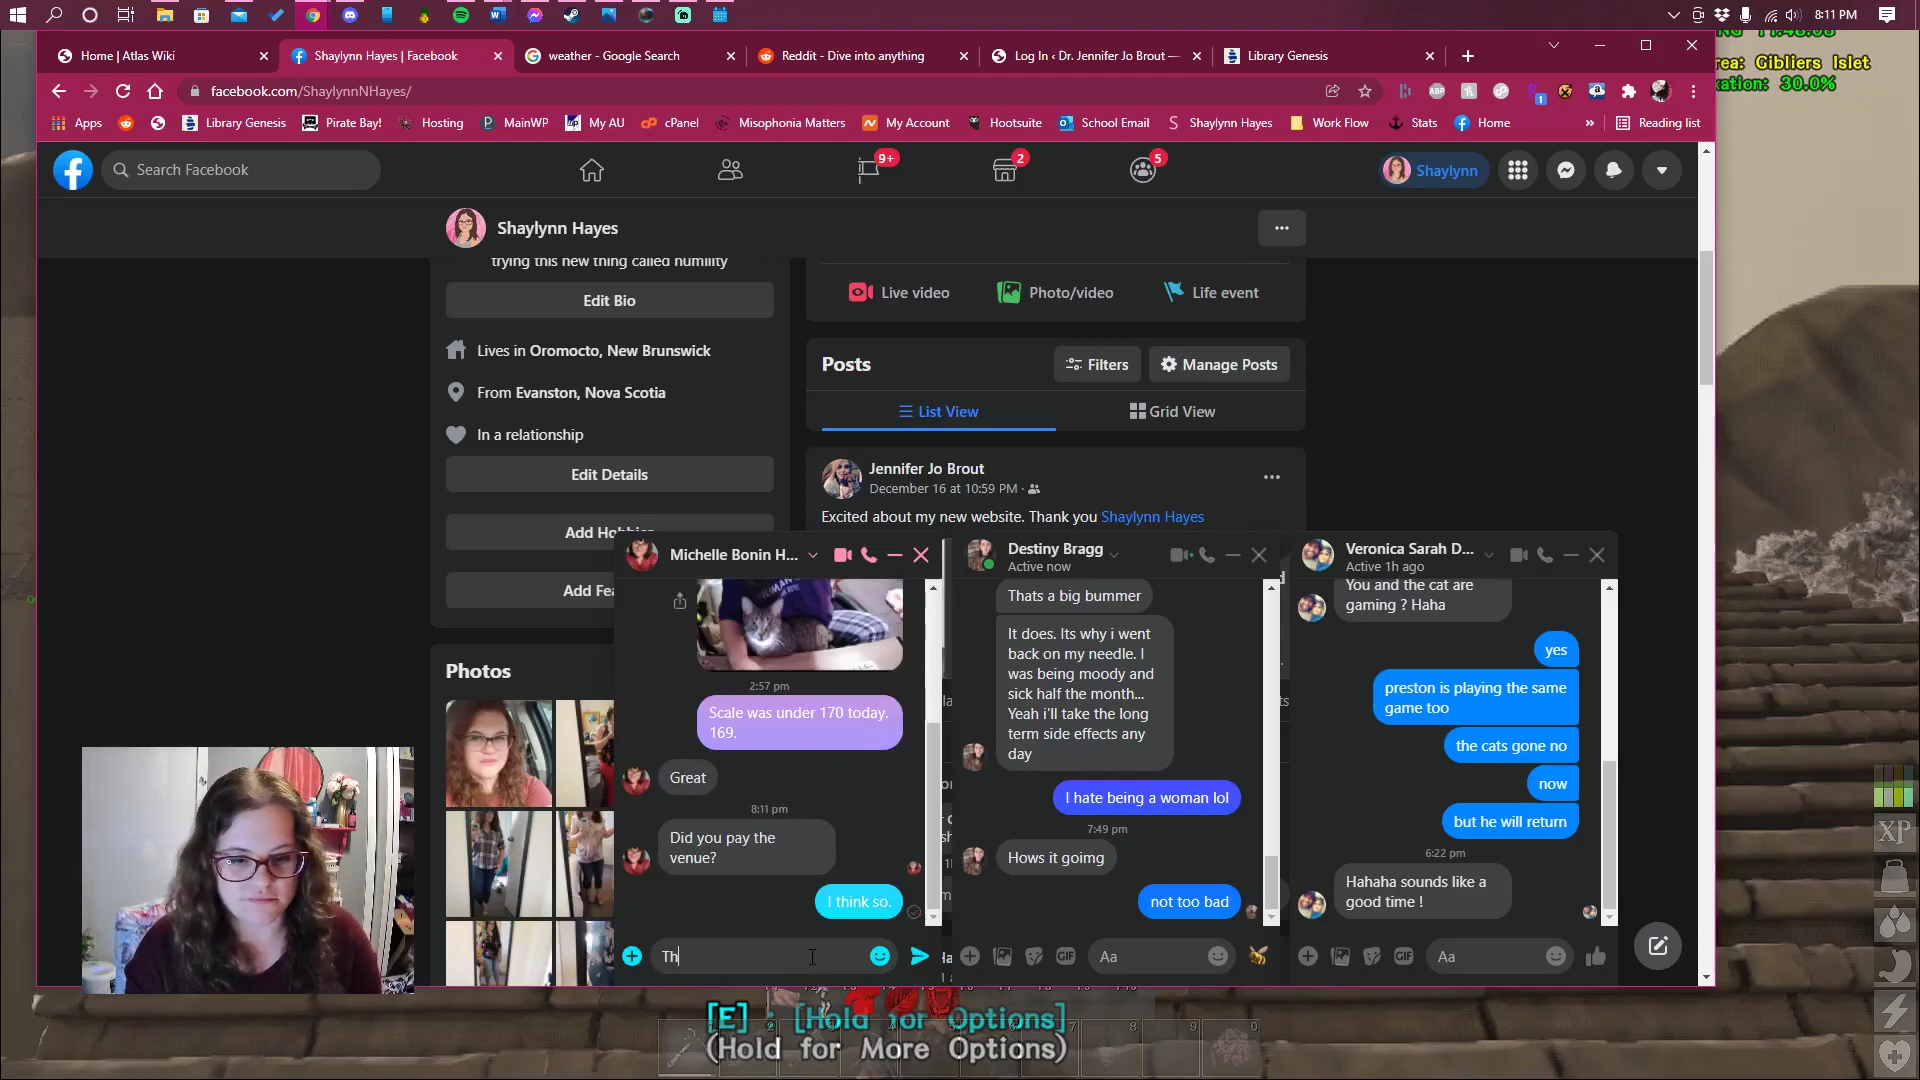 8:11 PM
Area: Gibliers Islet
30.0%
Home | Atlas Wiki
Shaylynn Hayes | Facebook
weather - Google Search
Reddit - Dive into anything
Log In ‹ Dr. Jennifer Jo Brout —
Library Genesis
facebook.com/ShaylynnNHayes/
ABP
1
Apps
Library Genesis
Pirate Bay!
Hosting
MainWP
My AU
cPanel
Misophonia Matters
My Account
Hootsuite
School Email
Shaylynn Hayes
Work Flow
Stats
Home
»
Reading list
Search Facebook
9+
2
5
Shaylynn
Shaylynn Hayes
trying this new thing called humility
Edit Bio
Lives in Oromocto, New Brunswick
From Evanston, Nova Scotia
In a relationship
Edit Details
Photos
Live video
Photo/video
Life event
Posts
Filters
Manage Posts
List View
Grid View
Jennifer Jo Brout
December 16 at 10:59 PM
Excited about my new website. Thank you Shaylynn Hayes
Michelle Bonin H...
2:57 pm
Scale was under 170 today.
169.
Great
8:11 pm
Did you pay the
venue?
I think so.
Th
Destiny Bragg
Active now
Thats a big bummer
It does. Its why i went
back on my needle. I
was being moody and
sick half the month...
Yeah i'll take the long
term side effects any
day
I hate being a woman lol
7:49 pm
Hows it goimg
not too bad
GIF
Aa
Veronica Sarah D...
Active 1h ago
You and the cat are
gaming ? Haha
yes
preston is playing the same
game too
the cats gone no
now
but he will return
6:22 pm
Hahaha sounds like a
good time !
GIF
Aa
XP
[E] : [Hold for Options]
(Hold for More Options)